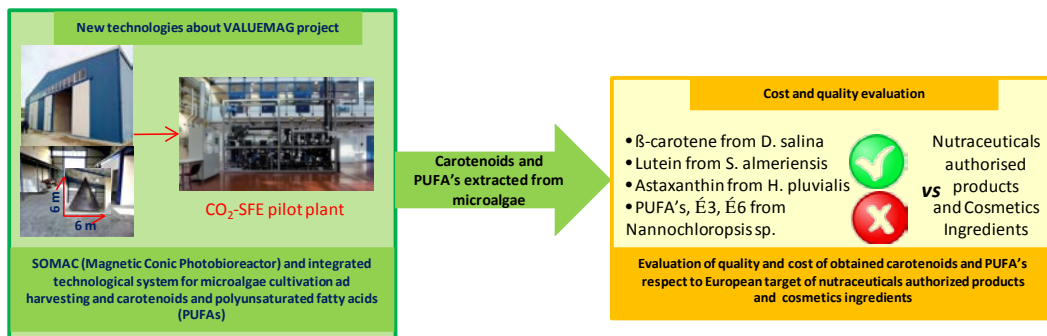 New technologies about VALUEMAG project
6 m
6 m
CO₂-SFE pilot plant
SOMAC (Magnetic Conic Photobioreactor) and integrated
technological system for microalgae cultivation ad
harvesting and carotenoids and polyunsaturated fatty acids
(PUFAs)
Carotenoids and
PUFA's extracted from
microalgae
Cost and quality evaluation
•ß-carotene from D. salina
•Lutein from S. almeriensis
•Astaxanthin from H. pluvialis
•PUFA's, É3, É6 from
Nannochloropsis sp.
vs
Nutraceuticals
authorised
products
and Cosmetics
Ingredients
Evaluation of quality and cost of obtained carotenoids and PUFA's
respect to European target of nutraceuticals authorized products
and cosmetics ingredients